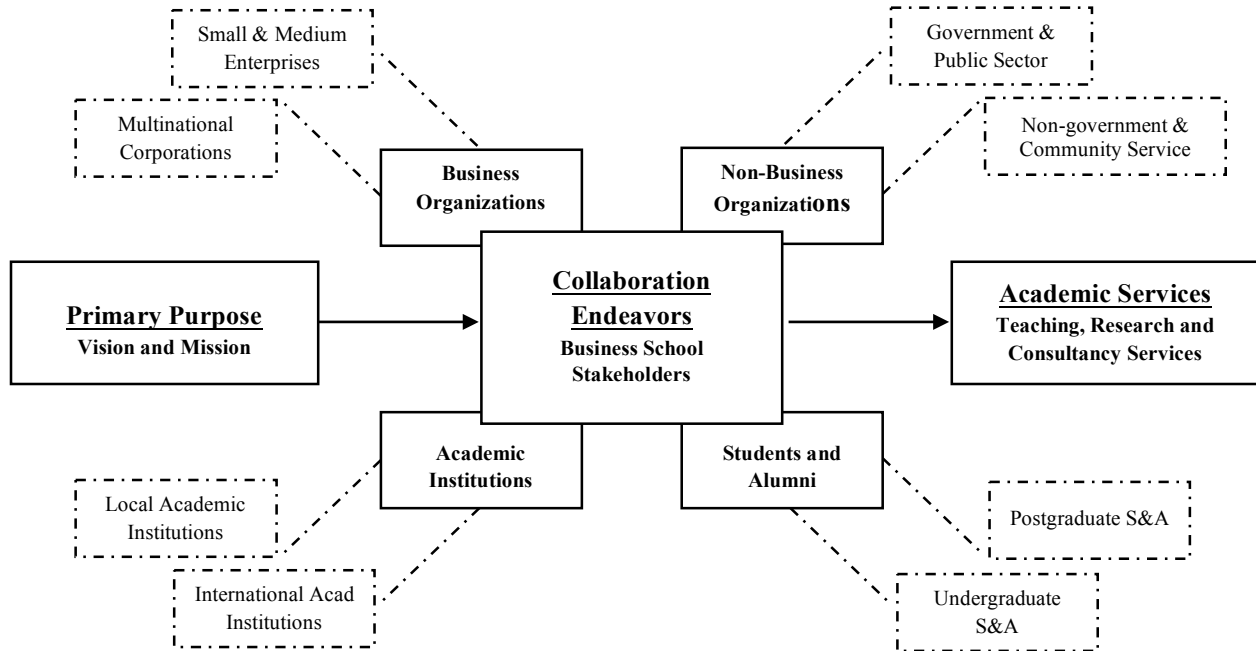 Small & Medium
Enterprises
Government &
Public Sector
Multinational
Corporations
Non-government &
Community Service
Business
Organizations
Non-Business
Organizations
Primary Purpose
Vision and Mission
Collaboration
Endeavors
Business School
Stakeholders
Academic Services
Teaching, Research and
Consultancy Services
Academic
Institutions
Students and
Alumni
Local Academic
Institutions
Postgraduate S&A
International Acad
Institutions
Undergraduate
S&A